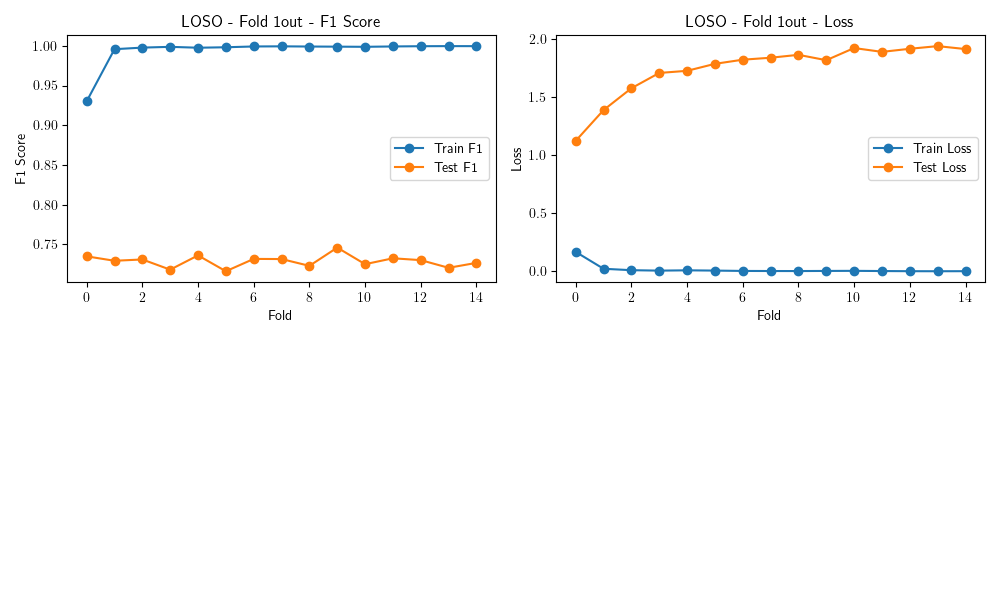 LOSO - Fold 1out - F1 Score
1.00
0.95
0.90
0.85
0.80
0.75
F1 Score
Train F1
Test F1
0 2 4 6 8 10 12 14
Fold
LOSO - Fold 1out - Loss
2.0
1.5
1.0
0.5
0.0
Loss
Train Loss
Test Loss
0 2 4 6 8 10 12 14
Fold